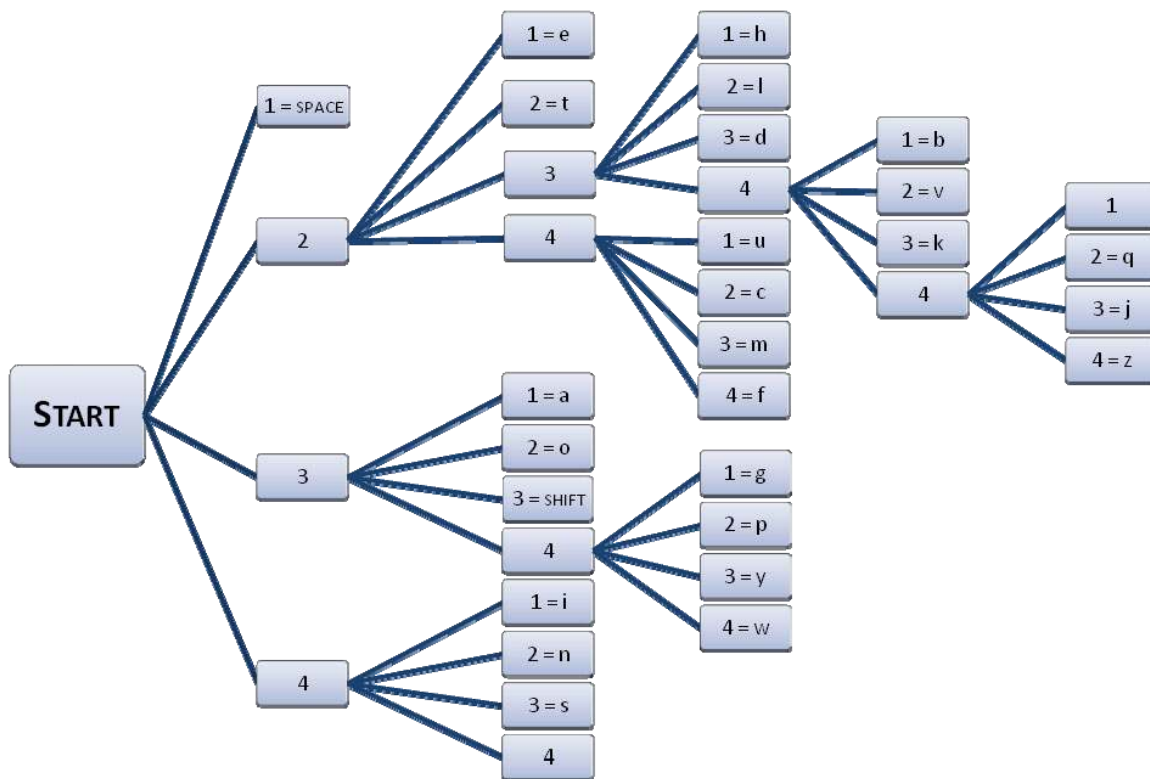 START
1 = SPACE
2
3
4
1 = e
2 = t
3
4
1 = a
2 = o
3 = SHIFT
4
1 = i
2 = n
3 = s
4
1 = h
2 = l
3 = d
4
1 = u
2 = c
3 = m
4 = f
1 = g
2 = p
3 = y
4 = w
1 = b
2 = v
3 = k
4
1
2 = q
3 = j
4 = z